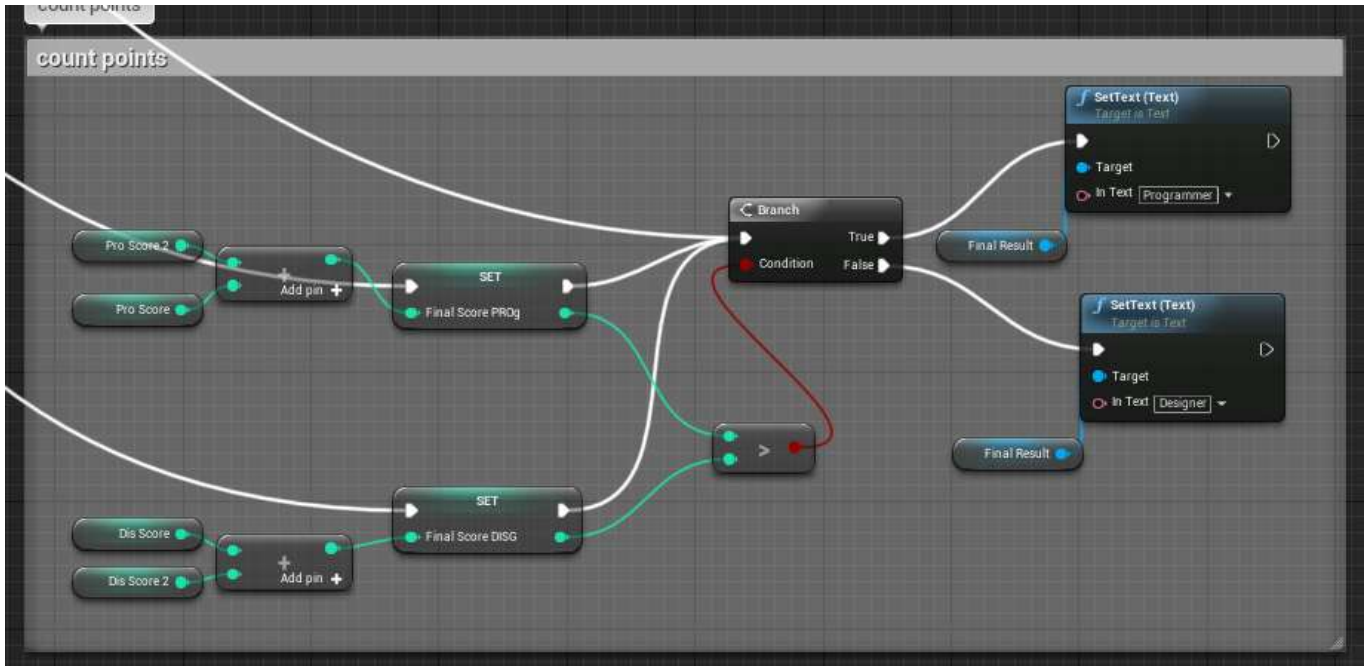 count points
count points
SetText (Text)
Target is Text
Target
In Text Programmer
Branch
True
Condition
False
Final Result
Pro Score 2
+
Add pin +
Pro Score
SET
Final Score PROg
SetText (Text)
Target is Text
Target
In Text Designer
>
Final Result
SET
Final Score DISG
Dis Score
+
Add pin +
Dis Score 2